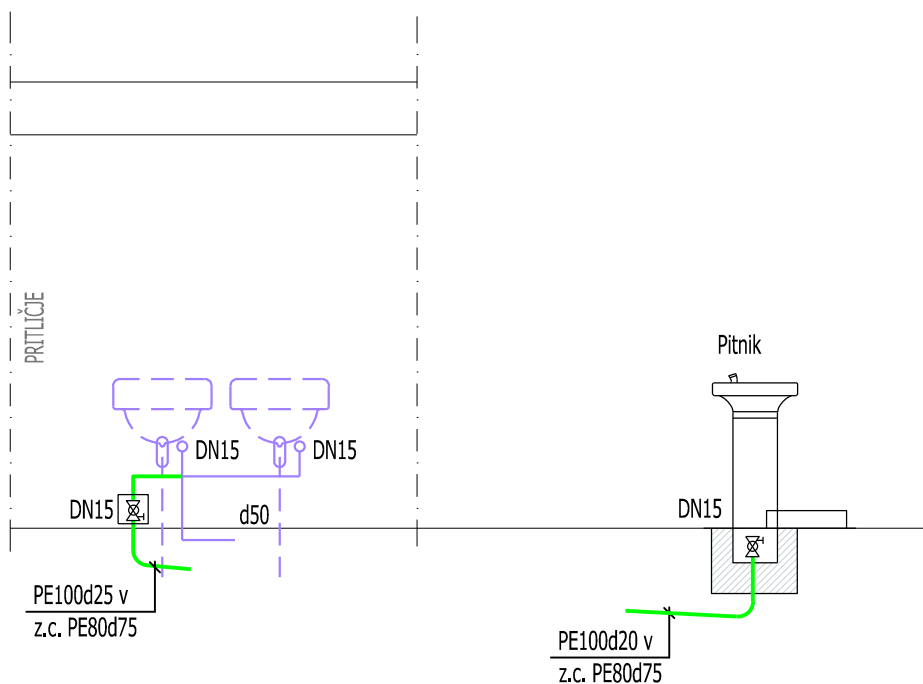 PRITLIČJE
Pitnik
DN15
DN15
DN15
d50
DN15
PE100d25 v
z.c. PE80d75
PE100d20 v
z.c. PE80d75